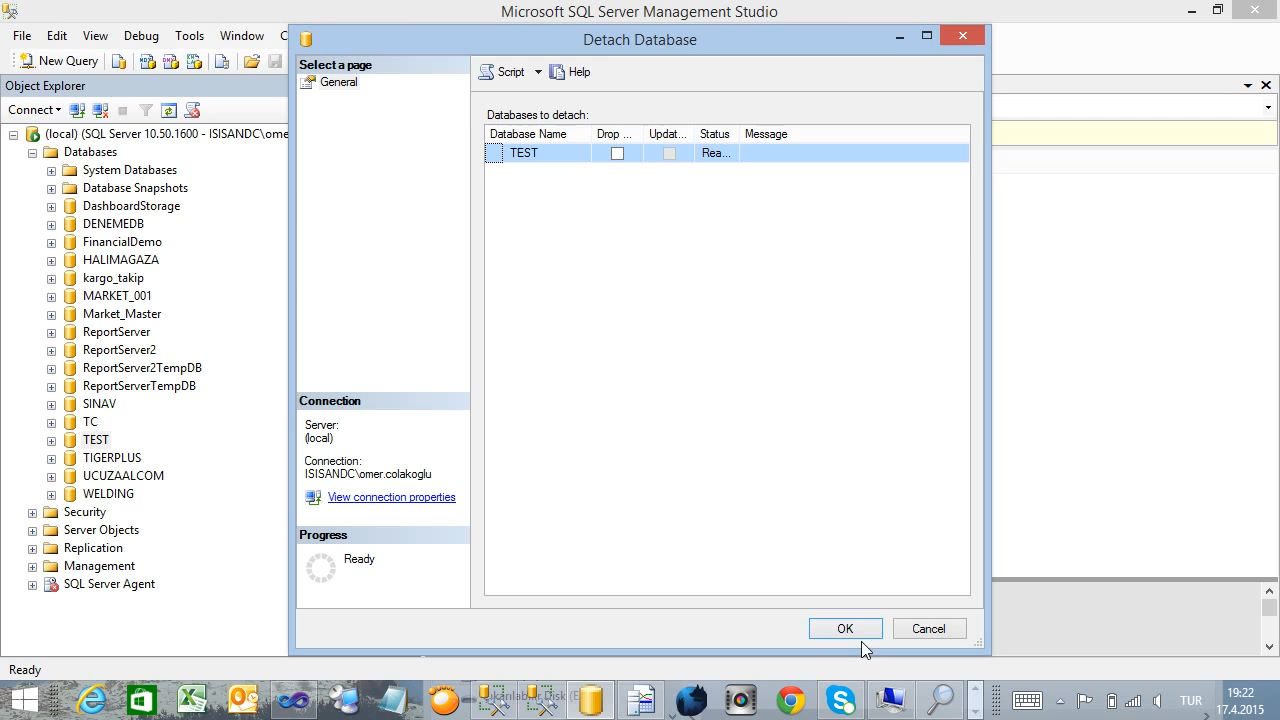 Microsoft SQL Server Management Studio
File Edit View Debug Tools Window
New Query
Object Explorer
Connect
(local) (SQL Server 10.50.1600 - ISISANDC\ome
Databases
System Databases
Database Snapshots
DashboardStorage
DENEMEDB
FinancialDemo
HALIMAGAZA
kargo_takip
MARKET_001
Market_Master
ReportServer
ReportServer2
ReportServer2TempDB
ReportServerTempDB
SINAV
TC
TEST
TIGERPLUS
UCUZAALCOM
WELDING
Security
Server Objects
Replication
Management
SQL Server Agent
Detach Database
Select a page
General
Script Help
Databases to detach:
Database Name Drop ... Updat... Status Message
TEST Rea...
Connection
Server:
(local)
Connection:
ISISANDC\omer.colakoglu
View connection properties
Progress
Ready
OK Cancel
Ready
TUR
19:22
17.4.2015